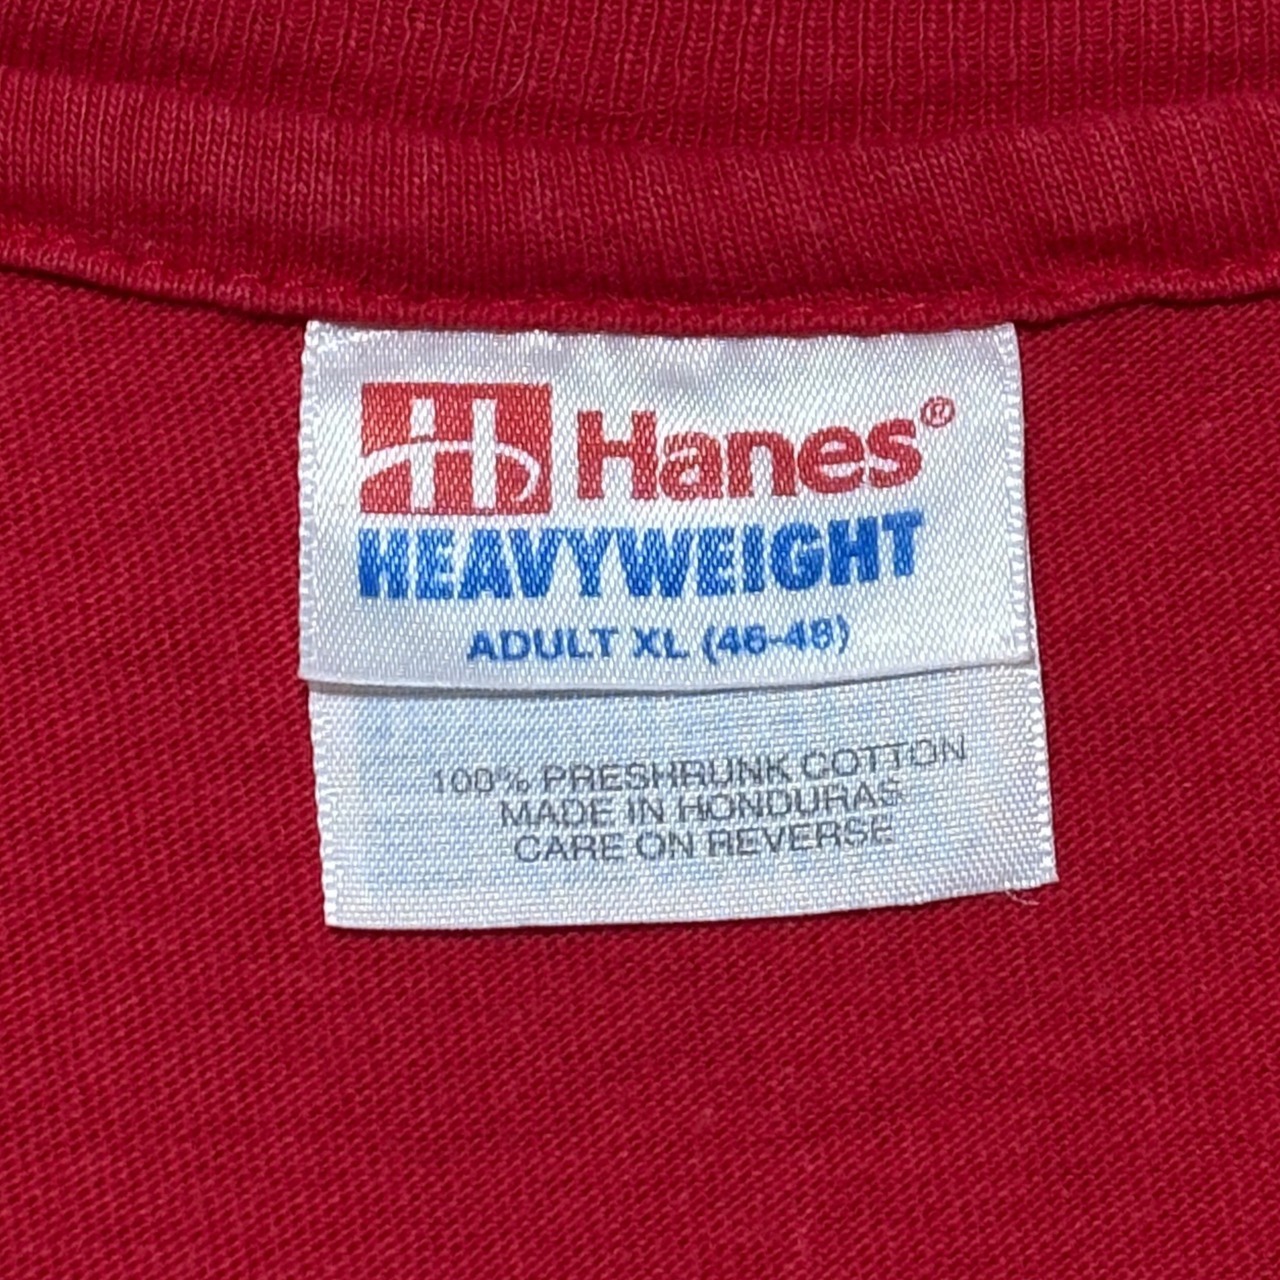 H Hanes®
HEAVYWEIGHT
ADULT XL (46-48)
100% PRESHRUNK COTTON
MADE IN HONDURAS
CARE ON REVERSE